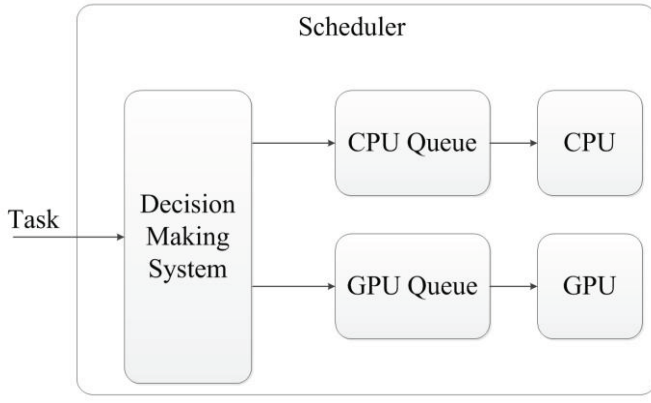 Scheduler
CPU Queue
CPU
Task
Decision
Making
System
GPU Queue
GPU